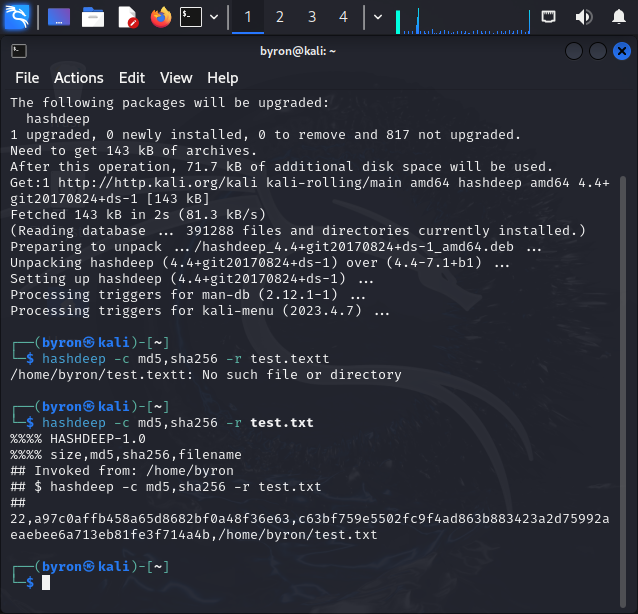 1 2 3 4
byron@kali: ~
File Actions Edit View Help
The following packages will be upgraded:
  hashdeep
1 upgraded, 0 newly installed, 0 to remove and 817 not upgraded.
Need to get 143 kB of archives.
After this operation, 71.7 kB of additional disk space will be used.
Get:1 http://http.kali.org/kali kali-rolling/main amd64 hashdeep amd64 4.4+
git20170824+ds-1 [143 kB]
Fetched 143 kB in 2s (81.3 kB/s)
(Reading database ... 391288 files and directories currently installed.)
Preparing to unpack .../hashdeep_4.4+git20170824+ds-1_amd64.deb ...
Unpacking hashdeep (4.4+git20170824+ds-1) over (4.4-7.1+b1) ...
Setting up hashdeep (4.4+git20170824+ds-1) ...
Processing triggers for man-db (2.12.1-1) ...
Processing triggers for kali-menu (2023.4.7) ...
┌──(byron㉿kali)-[~]
└─$ hashdeep -c md5,sha256 -r test.textt
/home/byron/test.textt: No such file or directory
┌──(byron㉿kali)-[~]
└─$ hashdeep -c md5,sha256 -r test.txt
%%%% HASHDEEP-1.0
%%%% size,md5,sha256,filename
## Invoked from: /home/byron
## $ hashdeep -c md5,sha256 -r test.txt
##
22,a97c0affb458a65d8682bf0a48f36e63,c63bf759e5502fc9f4ad863b883423a2d75992a
eaebee6a713eb81fe3f714a4b,/home/byron/test.txt
┌──(byron㉿kali)-[~]
└─$